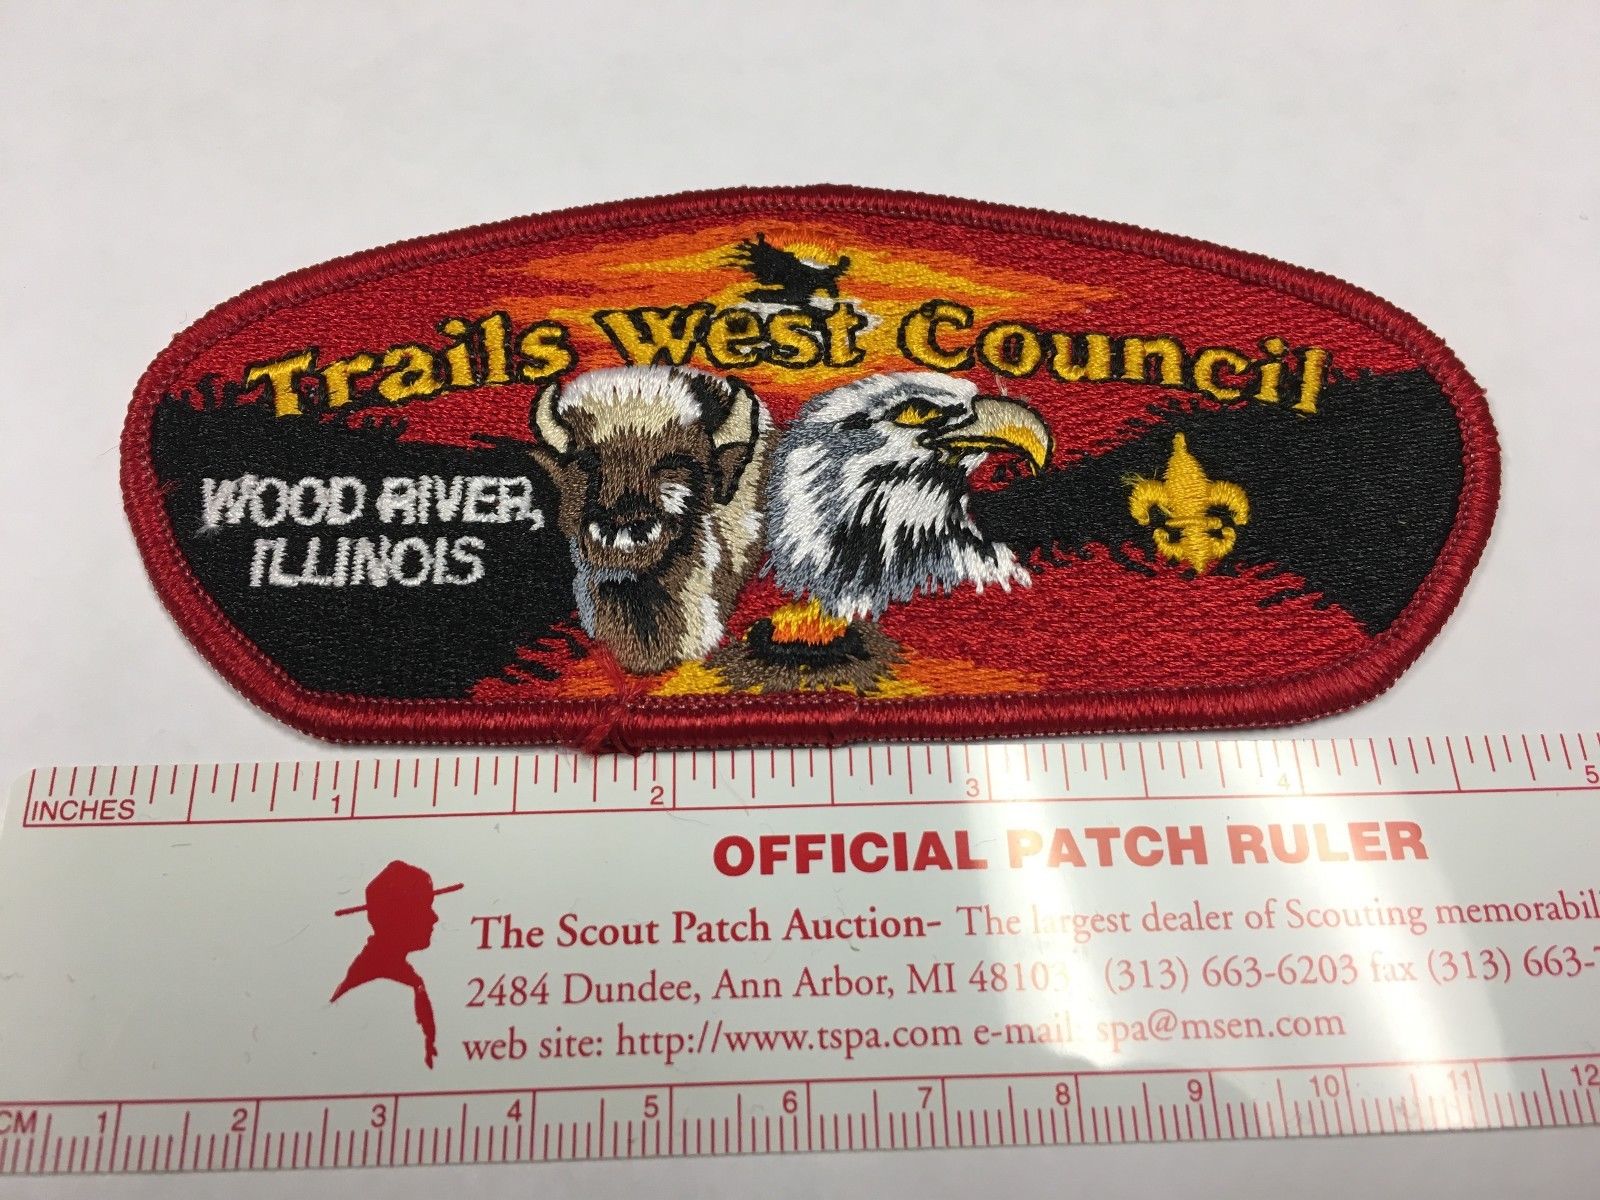 Trails West Council
WOOD RIVER,
ILLINOIS
INCHES 1 2 3 4 5
OFFICIAL PATCH RULER
The Scout Patch Auction- The largest dealer of Scouting memorabil
2484 Dundee, Ann Arbor, MI 48103 (313) 663-6203 fax (313) 663-7
web site: http://www.tspa.com e-mail: spa@msen.com
CM 1 2 3 4 5 6 7 8 9 10 11 12